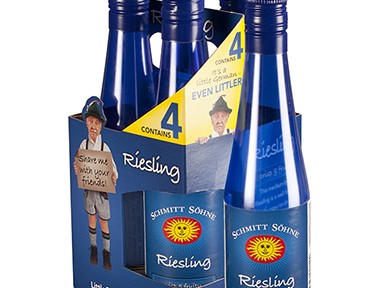 Riesling
4
CONTAINS
Share me
with your
friends!
Riesling
CONTAINS
4
It's a
little German
EVEN LITTLER!
SCHMITT SÖHNE
Riesling
SCHMITT SÖHNE
Riesling